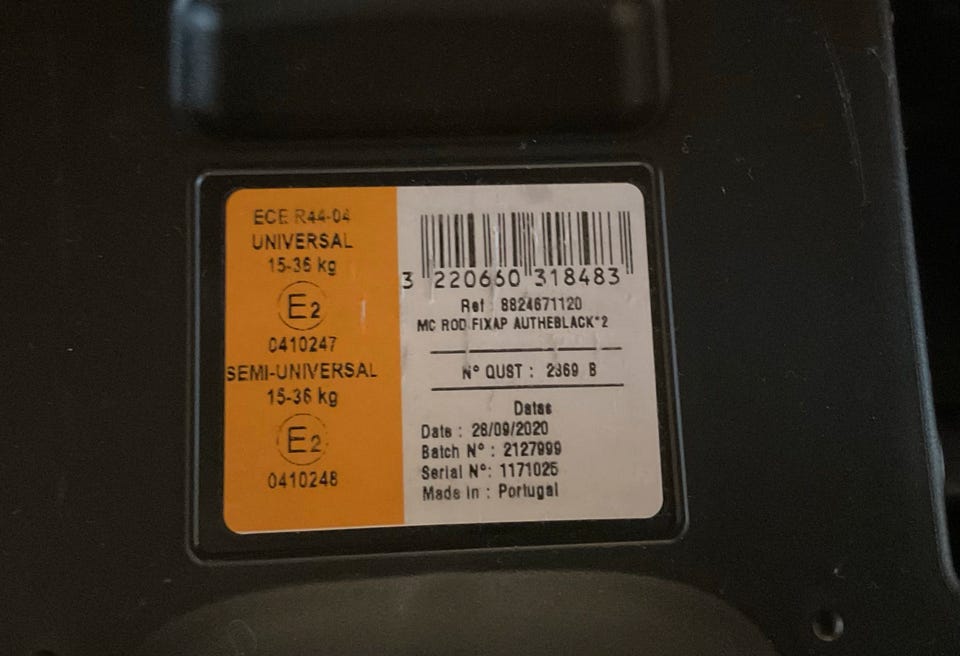 ECE R44-04
UNIVERSAL
15-36 kg
E2
0410247
SEMI-UNIVERSAL
15-36 kg
E2
0410248
3 220660 318483
Ref : 8824671120
MC ROD FIXAP AUTHEBLACK*2
N° QUST : 2369 B
Datas
Date : 28/09/2020
Batch N° : 2127999
Serial N°: 1171025
Made in : Portugal